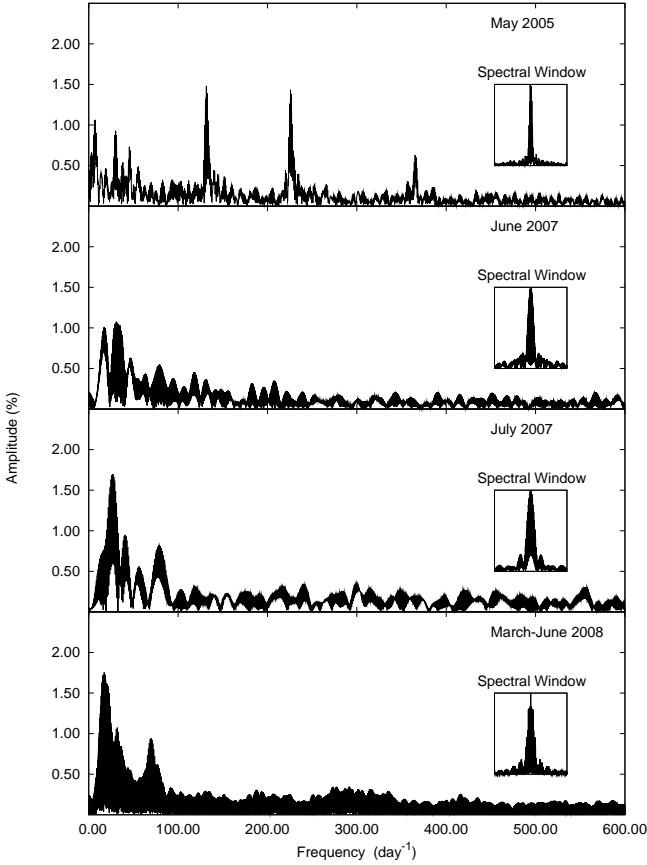 May 2005
Spectral Window
2.00
1.50
1.00
0.50
June 2007
Spectral Window
2.00
1.50
1.00
0.50
July 2007
Spectral Window
2.00
1.50
1.00
0.50
March-June 2008
Spectral Window
2.00
1.50
1.00
0.50
0.00 100.00 200.00 300.00 400.00 500.00 600.00
Frequency (day⁻¹)
Amplitude (%)